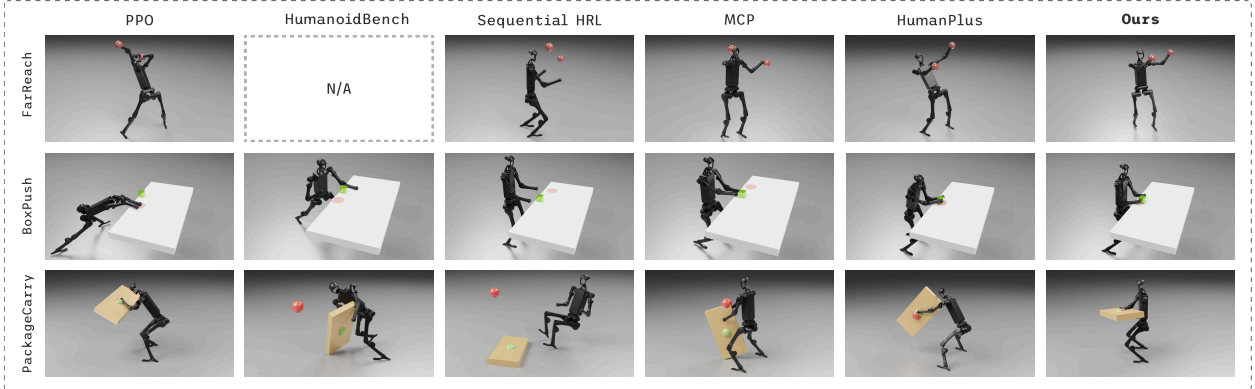 PPO
HumanoidBench
Sequential HRL
MCP
HumanPlus
Ours
FarReach
N/A
BoxPush
PackageCarry